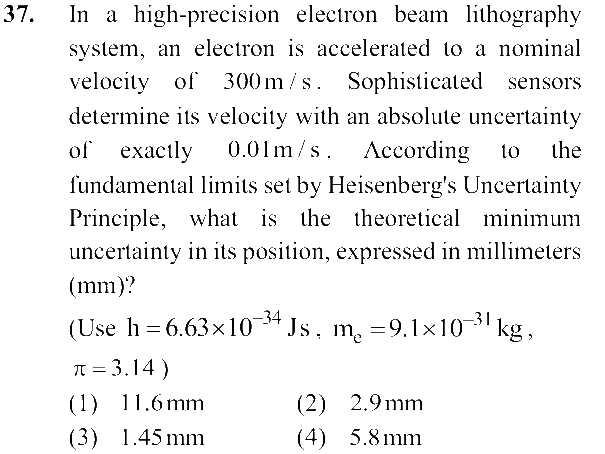 37. In a high-precision electron beam lithography
system, an electron is accelerated to a nominal
velocity of 300 m / s . Sophisticated sensors
determine its velocity with an absolute uncertainty
of exactly 0.01 m / s . According to the
fundamental limits set by Heisenberg's Uncertainty
Principle, what is the theoretical minimum
uncertainty in its position, expressed in millimeters
(mm)?
(Use h = 6.63×10⁻³⁴ Js , mₑ = 9.1×10⁻³¹ kg ,
π = 3.14 )
(1) 11.6 mm (2) 2.9 mm
(3) 1.45 mm (4) 5.8 mm